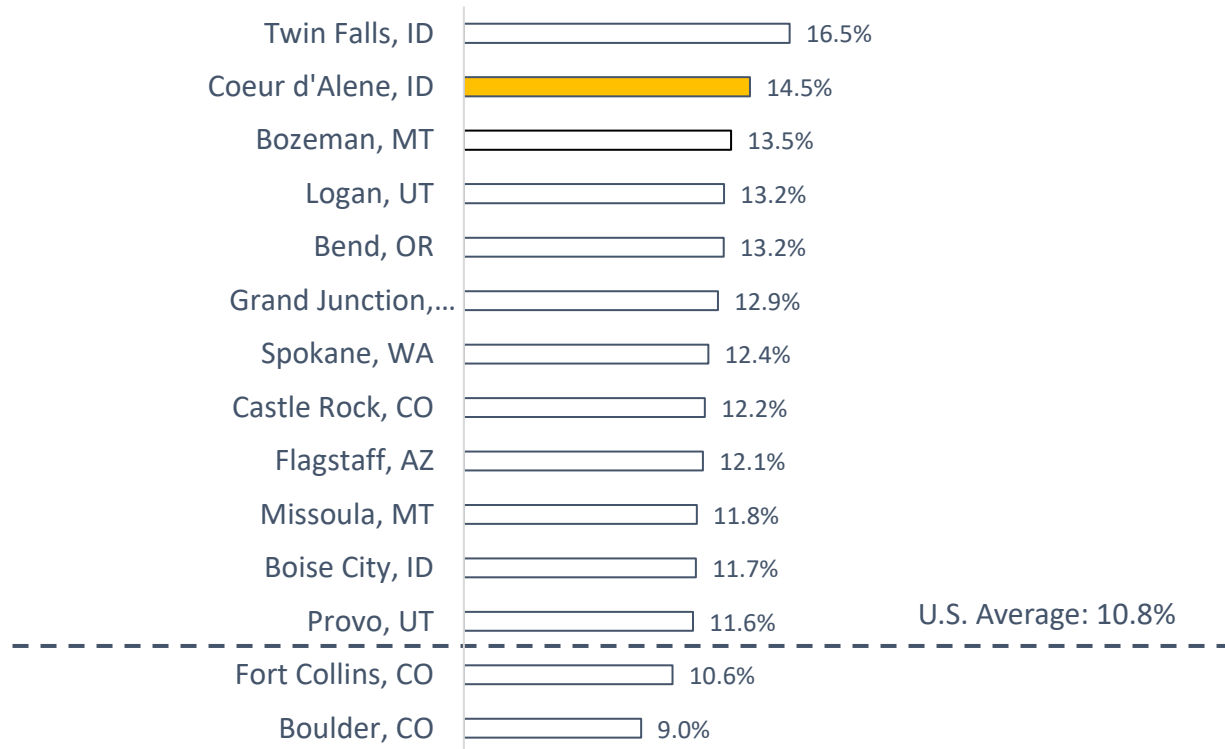 Twin Falls, ID 16.5%
Coeur d'Alene, ID 14.5%
Bozeman, MT 13.5%
Logan, UT 13.2%
Bend, OR 13.2%
Grand Junction,... 12.9%
Spokane, WA 12.4%
Castle Rock, CO 12.2%
Flagstaff, AZ 12.1%
Missoula, MT 11.8%
Boise City, ID 11.7%
Provo, UT 11.6%
U.S. Average: 10.8%
Fort Collins, CO 10.6%
Boulder, CO 9.0%